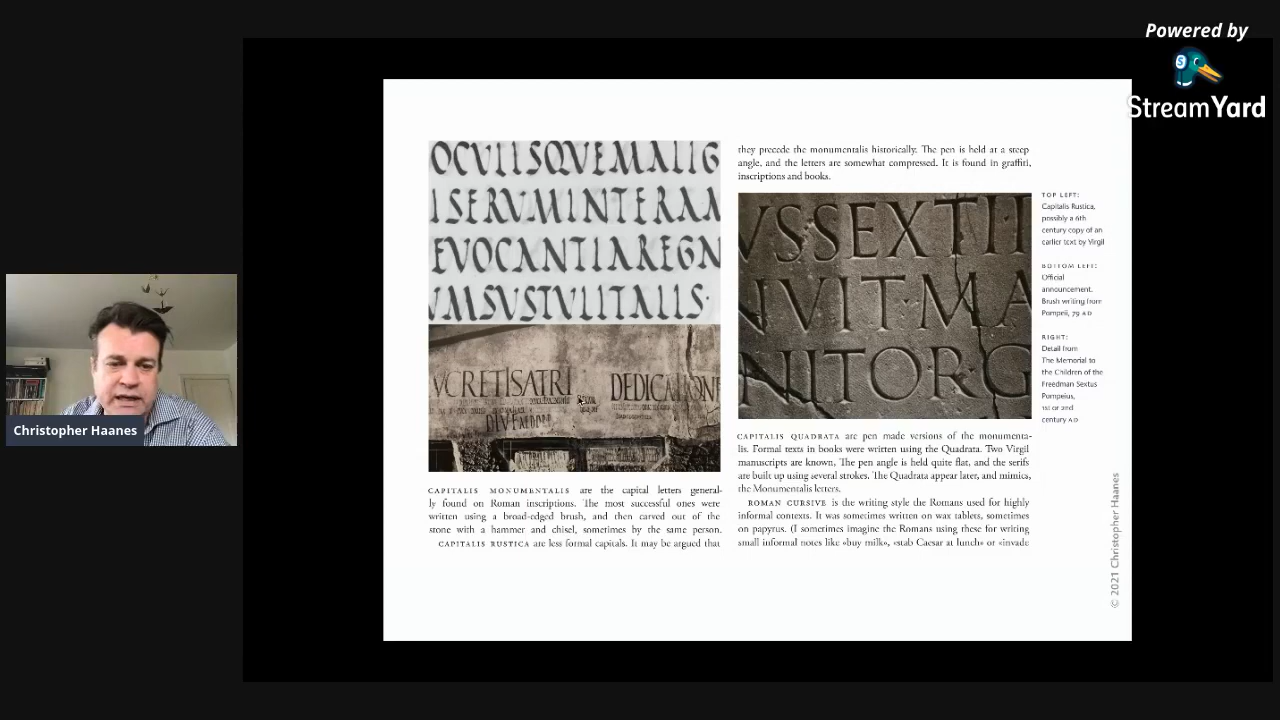 Powered by
StreamYard
OCVLISQVEMALIG
ISERVMINTERAA
EVOCANTIAREGN
VMSVSTVLITALIS·
VCRETI SATRI DEDICATIONE
they precede the monumentalis historically. The pen is held at a steep
angle, and the letters are somewhat compressed. It is found in graffiti,
inscriptions and books.
VSSEXTI
NVITMA
NITORG
TOP LEFT:
Capitalis Rustica,
possibly a 6th
century copy of an
earlier text by Virgil
BOTTOM LEFT:
Official
announcement.
Brush writing from
Pompeii, 79 AD
RIGHT:
Detail from
The Memorial to
the Children of the
Freedman Sextus
Pompeius,
1st or 2nd
century AD
CAPITALIS MONUMENTALIS are the capital letters general-
ly found on Roman inscriptions. The most successful ones were
written using a broad-edged brush, and then carved out of the
stone with a hammer and chisel, sometimes by the same person.
CAPITALIS RUSTICA are less formal capitals. It may be argued that
CAPITALIS QUADRATA are pen made versions of the monumenta-
lis. Formal texts in books were written using the Quadrata. Two Virgil
manuscripts are known, The pen angle is held quite flat, and the serifs
are built up using several strokes. The Quadrata appear later, and mimics,
the Monumentalis letters.
ROMAN CURSIVE is the writing style the Romans used for highly
informal contexts. It was sometimes written on wax tablets, sometimes
on papyrus. (I sometimes imagine the Romans using these for writing
small informal notes like «buy milk», «stab Caesar at lunch» or «invade
© 2021 Christopher Haanes
Christopher Haanes